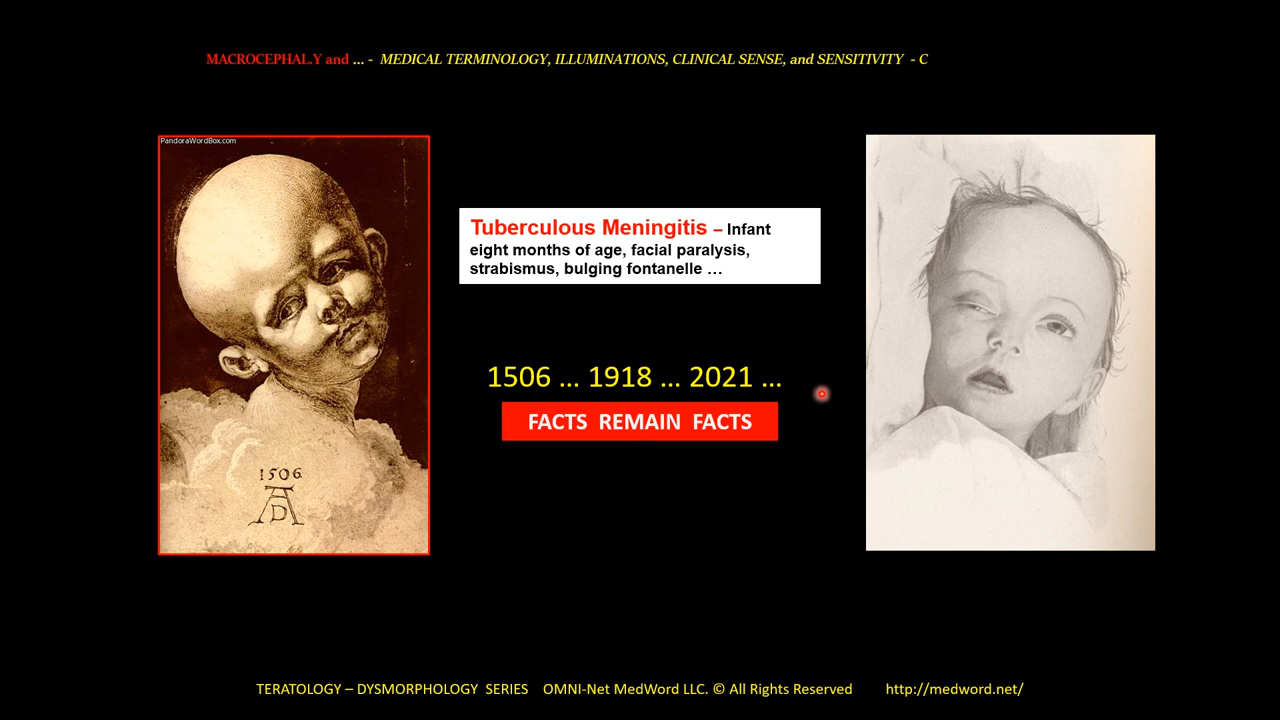 MACROCEPHAL.Y and ... - MEDICAL TERMINOLOGY, ILLUMINATIONS, CLINICAL SENSE, and SENSITIVITY - C
PandoraWordBox.com
Tuberculous Meningitis – Infant
eight months of age, facial paralysis,
strabismus, bulging fontanelle ...
1506 ... 1918 ... 2021 ...
FACTS REMAIN FACTS
1506
AD
TERATOLOGY – DYSMORPHOLOGY SERIES OMNI-Net MedWord LLC. © All Rights Reserved http://medword.net/